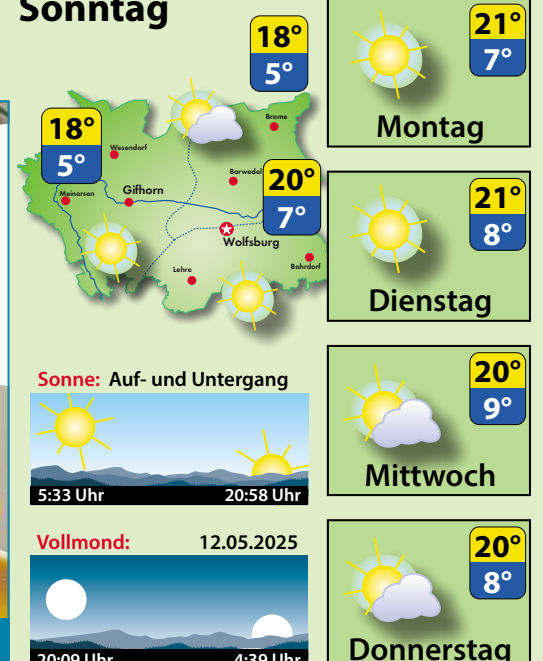 Sonntag
18°
5°
18°
5°
20°
7°
Brome
Wesendorf
Barwedel
Meinersen
Gifhorn
Wolfsburg
Lehre
Bahrdorf
Sonne: Auf- und Untergang
5:33 Uhr 20:58 Uhr
Vollmond: 12.05.2025
20:09 Uhr 4:39 Uhr
21°
7°
Montag
21°
8°
Dienstag
20°
9°
Mittwoch
20°
8°
Donnerstag